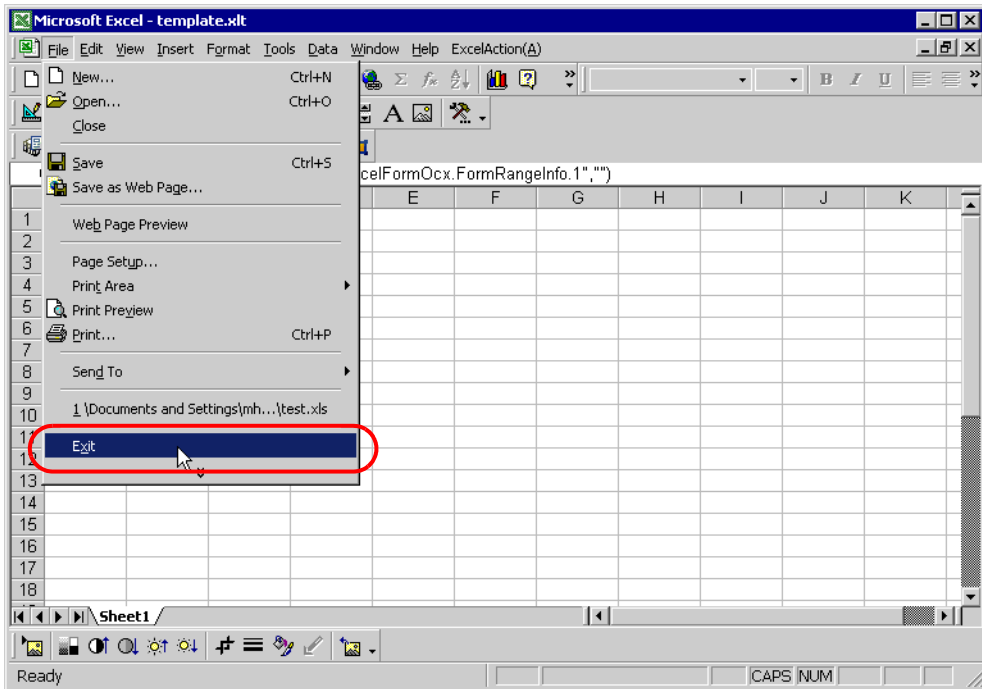 Microsoft Excel - template.xlt
File Edit View Insert Format Tools Data Window Help ExcelAction(A)
New... Ctrl+N
Open... Ctrl+O
Close
Save Ctrl+S
Save as Web Page...
Web Page Preview
Page Setup...
Print Area
Print Preview
Print... Ctrl+P
Send To
1 \Documents and Settings\mh...\test.xls
Exit
Σ fx A Z B I U
A
celFormOcx.FormRangeInfo.1","")
E F G H I J K
1
2
3
4
5
6
7
8
9
10
11
12
13
14
15
16
17
18
Sheet1
Ready CAPS NUM